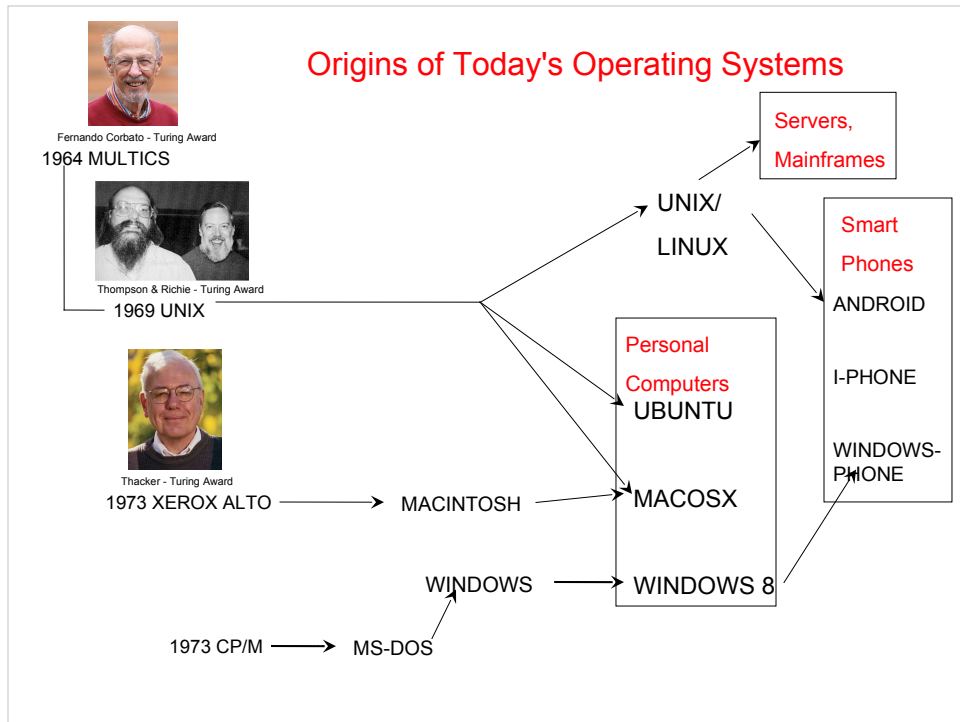 Origins of Today's Operating Systems
Fernando Corbato - Turing Award
1964 MULTICS
Thompson & Richie - Turing Award
1969 UNIX
Thacker - Turing Award
1973 XEROX ALTO
MACINTOSH
WINDOWS
1973 CP/M
MS-DOS
UNIX/
LINUX
Servers,
Mainframes
Personal
Computers
UBUNTU
MACOSX
WINDOWS 8
Smart
Phones
ANDROID
I-PHONE
WINDOWS-
PHONE